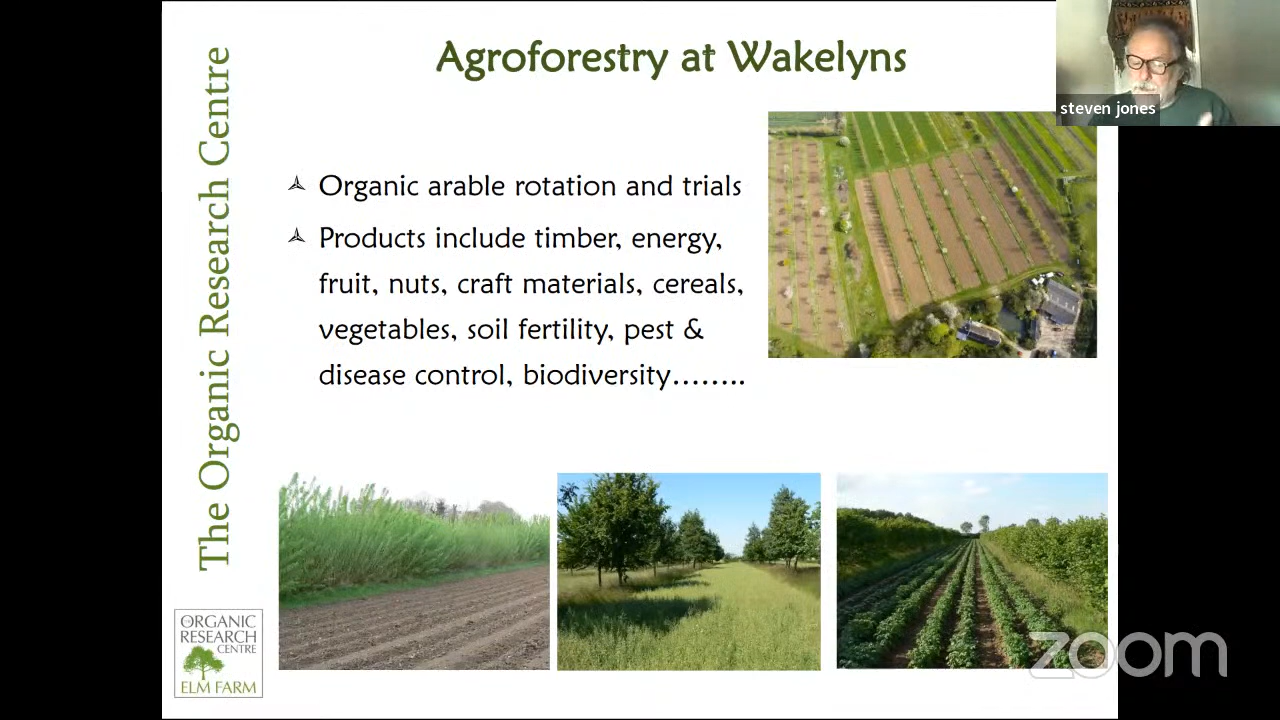 Agroforestry at Wakelyns
steven jones
The Organic Research Centre
Organic arable rotation and trials
Products include timber, energy,
fruit, nuts, craft materials, cereals,
vegetables, soil fertility, pest &
disease control, biodiversity........
ORGANIC
RESEARCH
CENTRE
ELM FARM
zoom